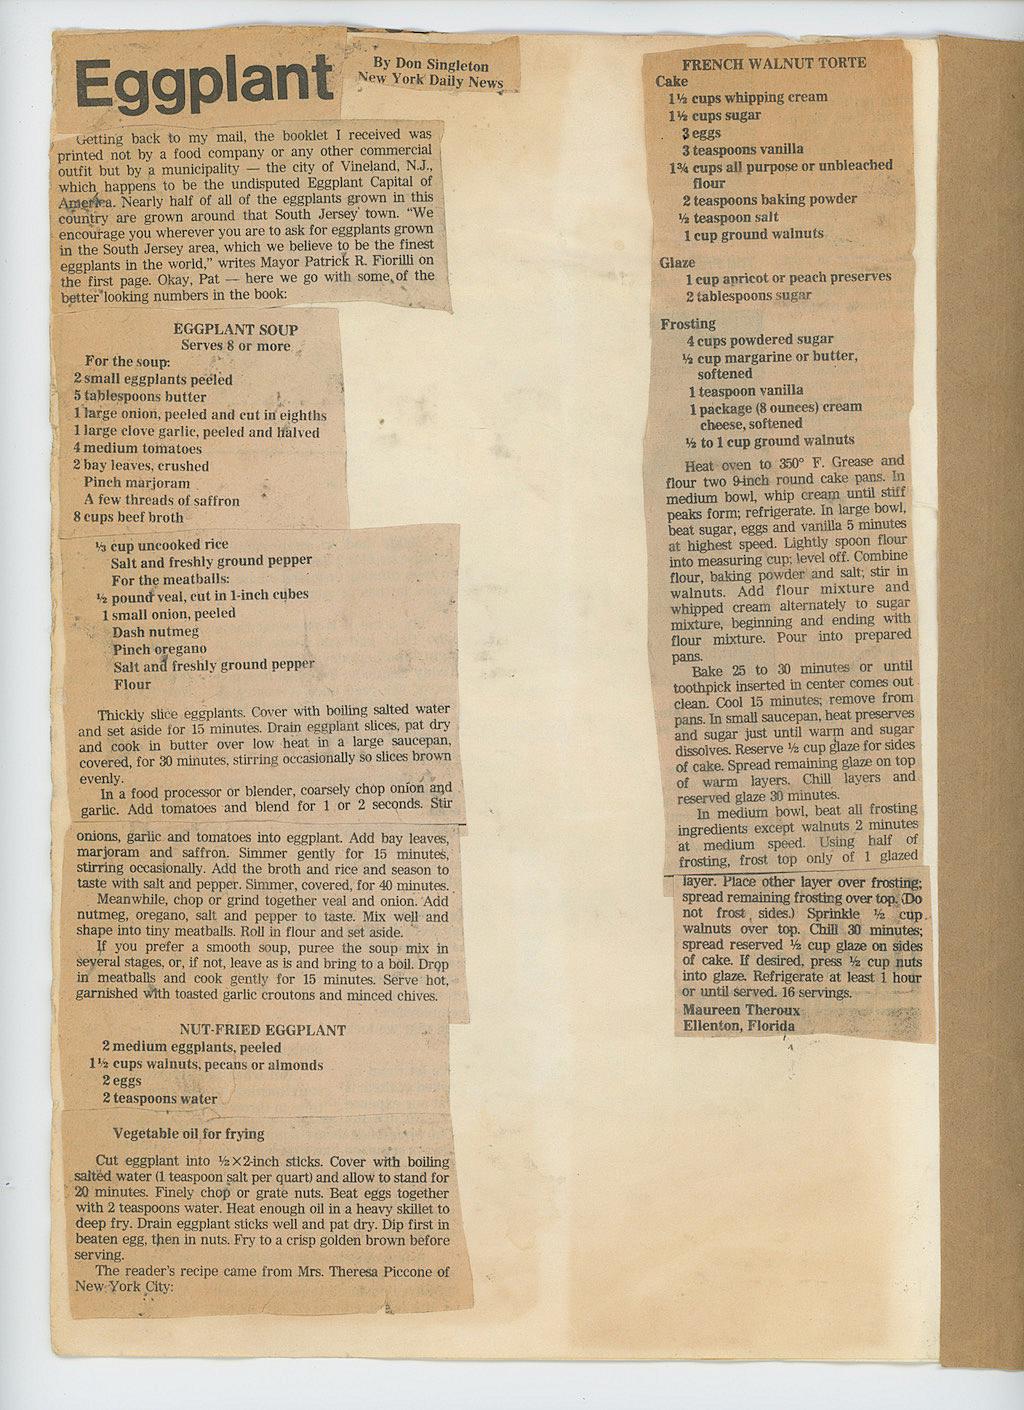 Eggplant
By Don Singleton
New York Daily News
Getting back to my mail, the booklet I received was
printed not by a food company or any other commercial
outfit but by a municipality — the city of Vineland, N.J.,
which happens to be the undisputed Eggplant Capital of
America. Nearly half of all of the eggplants grown in this
country are grown around that South Jersey town. “We
encourage you wherever you are to ask for eggplants grown
in the South Jersey area, which we believe to be the finest
eggplants in the world,” writes Mayor Patrick R. Fiorilli on
the first page. Okay, Pat — here we go with some of the
better looking numbers in the book:
EGGPLANT SOUP
Serves 8 or more
For the soup:
2 small eggplants peeled
5 tablespoons butter
1 large onion, peeled and cut in eighths
1 large clove garlic, peeled and halved
4 medium tomatoes
2 bay leaves, crushed
Pinch marjoram
A few threads of saffron
8 cups beef broth
⅓ cup uncooked rice
Salt and freshly ground pepper
For the meatballs:
½ pound veal, cut in 1-inch cubes
1 small onion, peeled
Dash nutmeg
Pinch oregano
Salt and freshly ground pepper
Flour
Thickly slice eggplants. Cover with boiling salted water
and set aside for 15 minutes. Drain eggplant slices, pat dry
and cook in butter over low heat in a large saucepan,
covered, for 30 minutes, stirring occasionally so slices brown
evenly.
In a food processor or blender, coarsely chop onion and
garlic. Add tomatoes and blend for 1 or 2 seconds. Stir
onions, garlic and tomatoes into eggplant. Add bay leaves,
marjoram and saffron. Simmer gently for 15 minutes,
stirring occasionally. Add the broth and rice and season to
taste with salt and pepper. Simmer, covered, for 40 minutes.
Meanwhile, chop or grind together veal and onion. Add
nutmeg, oregano, salt and pepper to taste. Mix well and
shape into tiny meatballs. Roll in flour and set aside.
If you prefer a smooth soup, puree the soup mix in
several stages, or, if not, leave as is and bring to a boil. Drop
in meatballs and cook gently for 15 minutes. Serve hot,
garnished with toasted garlic croutons and minced chives.
NUT-FRIED EGGPLANT
2 medium eggplants, peeled
1½ cups walnuts, pecans or almonds
2 eggs
2 teaspoons water
Vegetable oil for frying
Cut eggplant into ½×2-inch sticks. Cover with boiling
salted water (1 teaspoon salt per quart) and allow to stand for
20 minutes. Finely chop or grate nuts. Beat eggs together
with 2 teaspoons water. Heat enough oil in a heavy skillet to
deep fry. Drain eggplant sticks well and pat dry. Dip first in
beaten egg, then in nuts. Fry to a crisp golden brown before
serving.
The reader's recipe came from Mrs. Theresa Piccone of
New York City:
FRENCH WALNUT TORTE
Cake
1½ cups whipping cream
1½ cups sugar
3 eggs
3 teaspoons vanilla
1¾ cups all purpose or unbleached
flour
2 teaspoons baking powder
½ teaspoon salt
1 cup ground walnuts
Glaze
1 cup apricot or peach preserves
2 tablespoons sugar
Frosting
4 cups powdered sugar
½ cup margarine or butter,
softened
1 teaspoon vanilla
1 package (8 ounces) cream
cheese, softened
½ to 1 cup ground walnuts
Heat oven to 350° F. Grease and
flour two 9-inch round cake pans. In
medium bowl, whip cream until stiff
peaks form; refrigerate. In large bowl,
beat sugar, eggs and vanilla 5 minutes
at highest speed. Lightly spoon flour
into measuring cup; level off. Combine
flour, baking powder and salt; stir in
walnuts. Add flour mixture and
whipped cream alternately to sugar
mixture, beginning and ending with
flour mixture. Pour into prepared
pans.
Bake 25 to 30 minutes or until
toothpick inserted in center comes out
clean. Cool 15 minutes; remove from
pans. In small saucepan, heat preserves
and sugar just until warm and sugar
dissolves. Reserve ½ cup glaze for sides
of cake. Spread remaining glaze on top
of warm layers. Chill layers and
reserved glaze 30 minutes.
In medium bowl, beat all frosting
ingredients except walnuts 2 minutes
at medium speed. Using half of
frosting, frost top only of 1 glazed
layer. Place other layer over frosting;
spread remaining frosting over top. (Do
not frost sides.) Sprinkle ½ cup
walnuts over top. Chill 30 minutes;
spread reserved ½ cup glaze on sides
of cake. If desired, press ½ cup nuts
into glaze. Refrigerate at least 1 hour
or until served. 16 servings.
Maureen Theroux
Ellenton, Florida